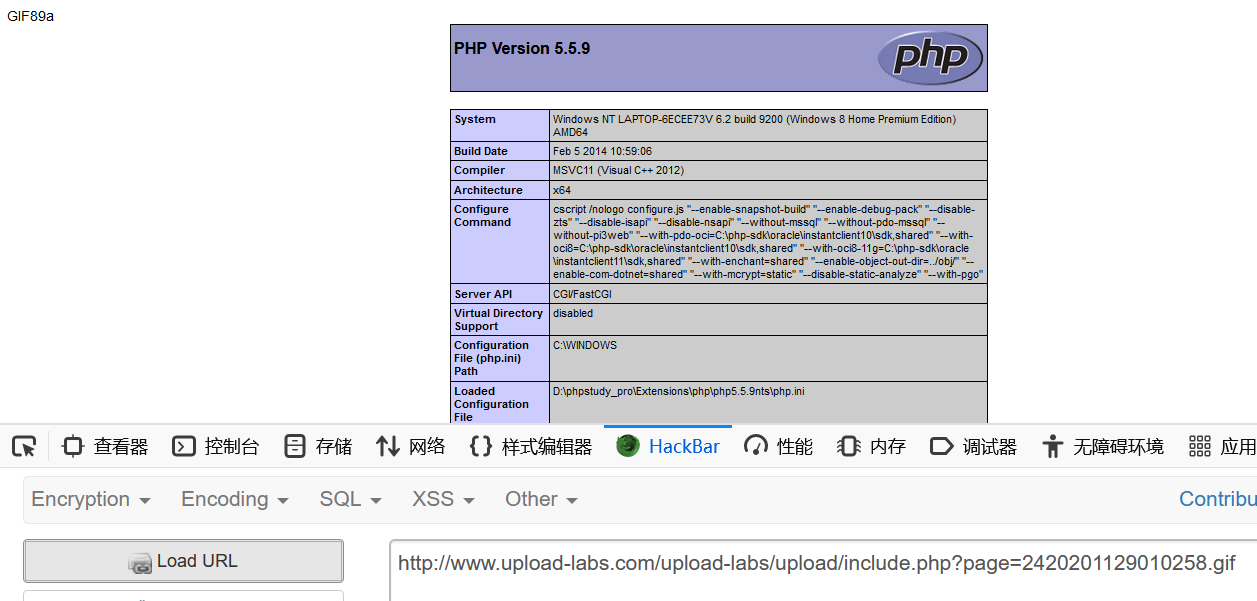 GIF89a
PHP Version 5.5.9
php
System
Windows NT LAPTOP-6ECEE73V 6.2 build 9200 (Windows 8 Home Premium Edition)
AMD64
Build Date
Feb 5 2014 10:59:06
Compiler
MSVC11 (Visual C++ 2012)
Architecture
x64
Configure
Command
cscript /nologo configure.js "--enable-snapshot-build" "--enable-debug-pack" "--disable-
zts" "--disable-isapi" "--disable-nsapi" "--without-mssql" "--without-pdo-mssql" "--
without-pi3web" "--with-pdo-oci=C:\php-sdk\oracle\instantclient10\sdk,shared" "--with-
oci8=C:\php-sdk\oracle\instantclient10\sdk,shared" "--with-oci8-11g=C:\php-sdk\oracle
\instantclient11\sdk,shared" "--with-enchant=shared" "--enable-object-out-dir=../obj/" "--
enable-com-dotnet=shared" "--with-mcrypt=static" "--disable-static-analyze" "--with-pgo"
Server API
CGI/FastCGI
Virtual Directory
Support
disabled
Configuration
File (php.ini)
Path
C:\WINDOWS
Loaded
Configuration
File
D:\phpstudy_pro\Extensions\php\php5.5.9nts\php.ini
查看器 控制台 存储 网络 样式编辑器 HackBar 性能 内存 调试器 无障碍环境 应用
Encryption Encoding SQL XSS Other Contribu
Load URL
http://www.upload-labs.com/upload-labs/upload/include.php?page=2420201129010258.gif